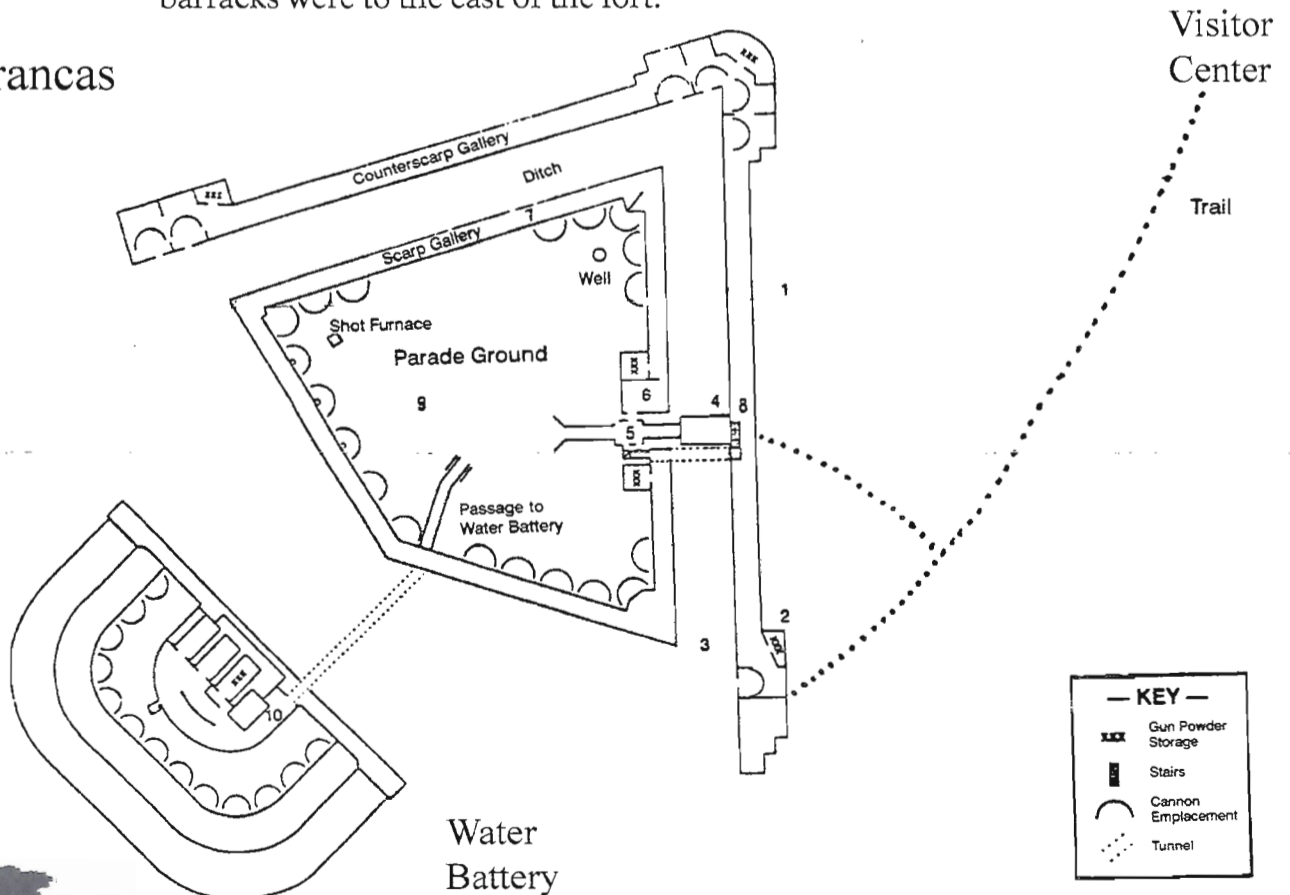 barracks were to the east of the fort.
rancas
Visitor
Center
Counterscarp Gallery
Ditch
Trail
7
Scarp Gallery
Well
1
Shot Furnace
Parade Ground
6
9
4
8
5
Passage to
Water Battery
2
3
10
— KEY —
xxx Gun Powder
Storage
Stairs
Cannon
Emplacement
Tunnel
Water
Battery